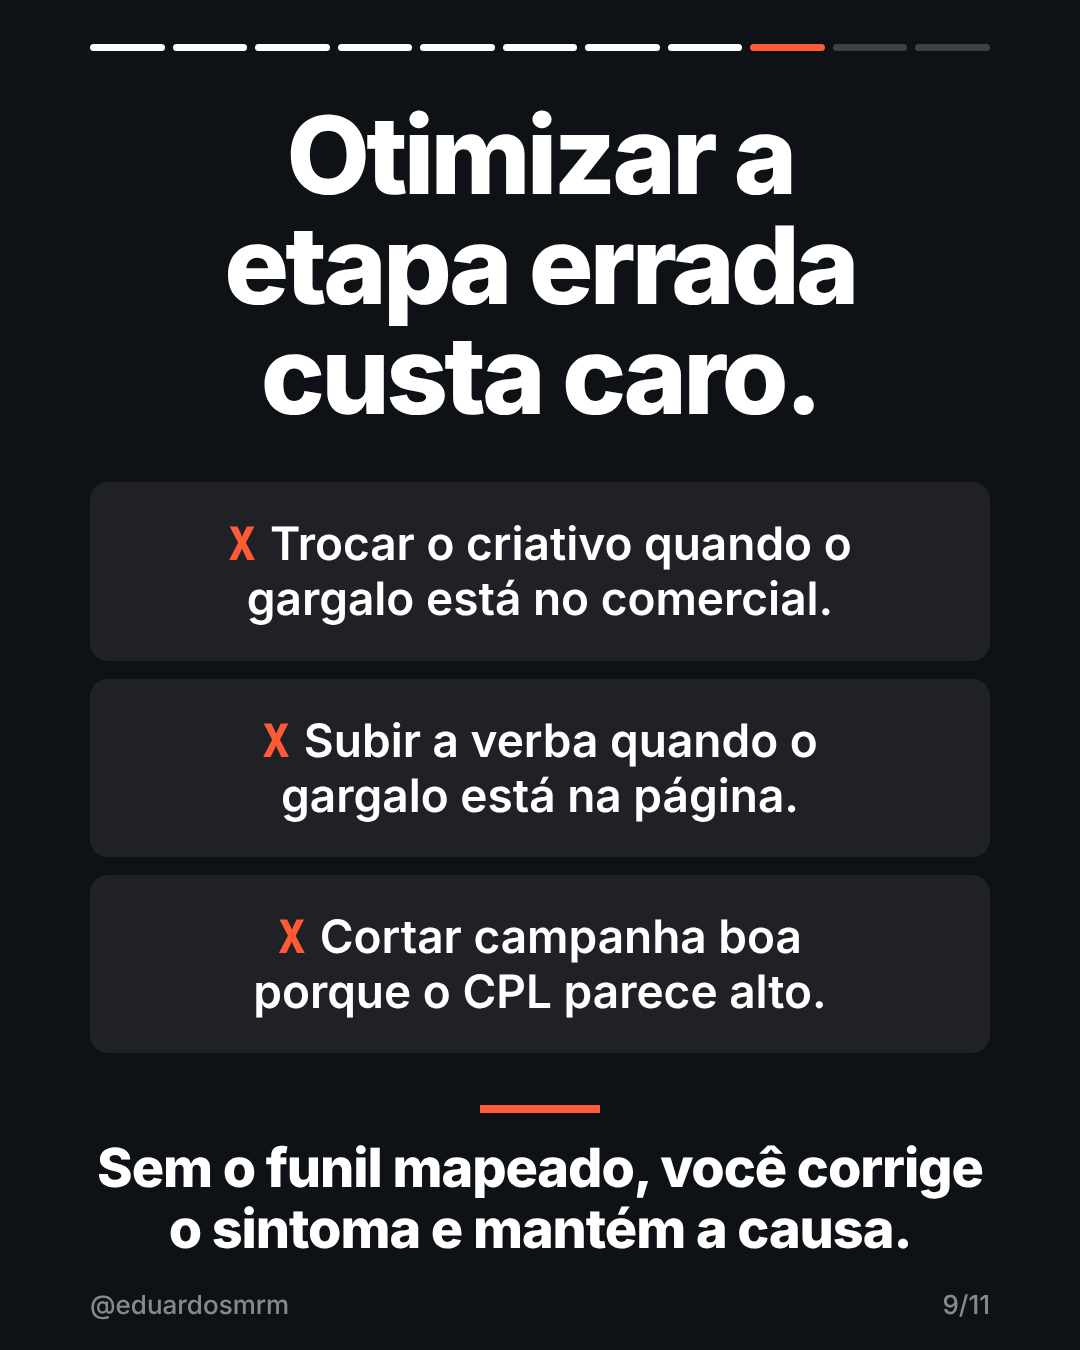 Otimizar a
etapa errada
custa caro.
X Trocar o criativo quando o
gargalo está no comercial.
X Subir a verba quando o
gargalo está na página.
X Cortar campanha boa
porque o CPL parece alto.
Sem o funil mapeado, você corrige
o sintoma e mantém a causa.
@eduardosmrm
9/11